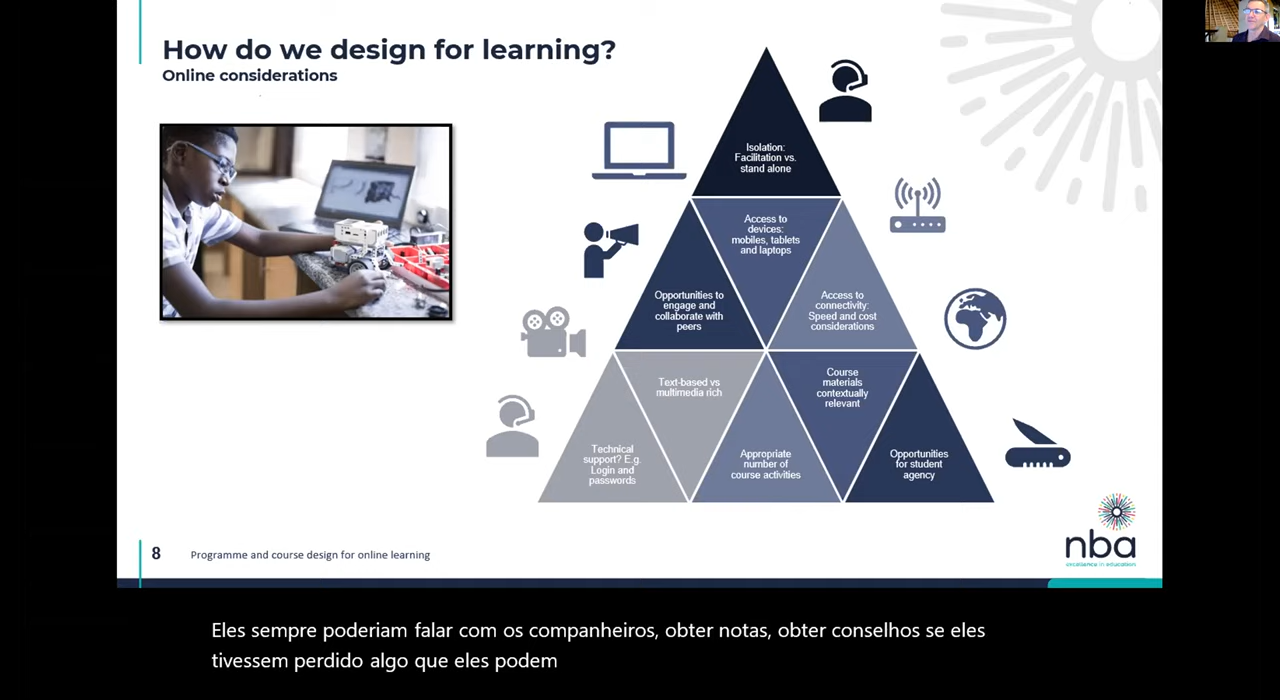 How do we design for learning?
Online considerations
Isolation:
Facilitation vs.
stand alone
Access to
devices:
mobiles, tablets
and laptops
Opportunities to
engage and
collaborate with
peers
Access to
connectivity:
Speed and cost
considerations
Text-based vs
multimedia rich
Course
materials
contextually
relevant
Technical
support? E.g.
Login and
passwords
Appropriate
number of
course activities
Opportunities
for student
agency
nba
excellence in education
8 Programme and course design for online learning
Eles sempre poderiam falar com os companheiros, obter notas, obter conselhos se eles
tivessem perdido algo que eles podem